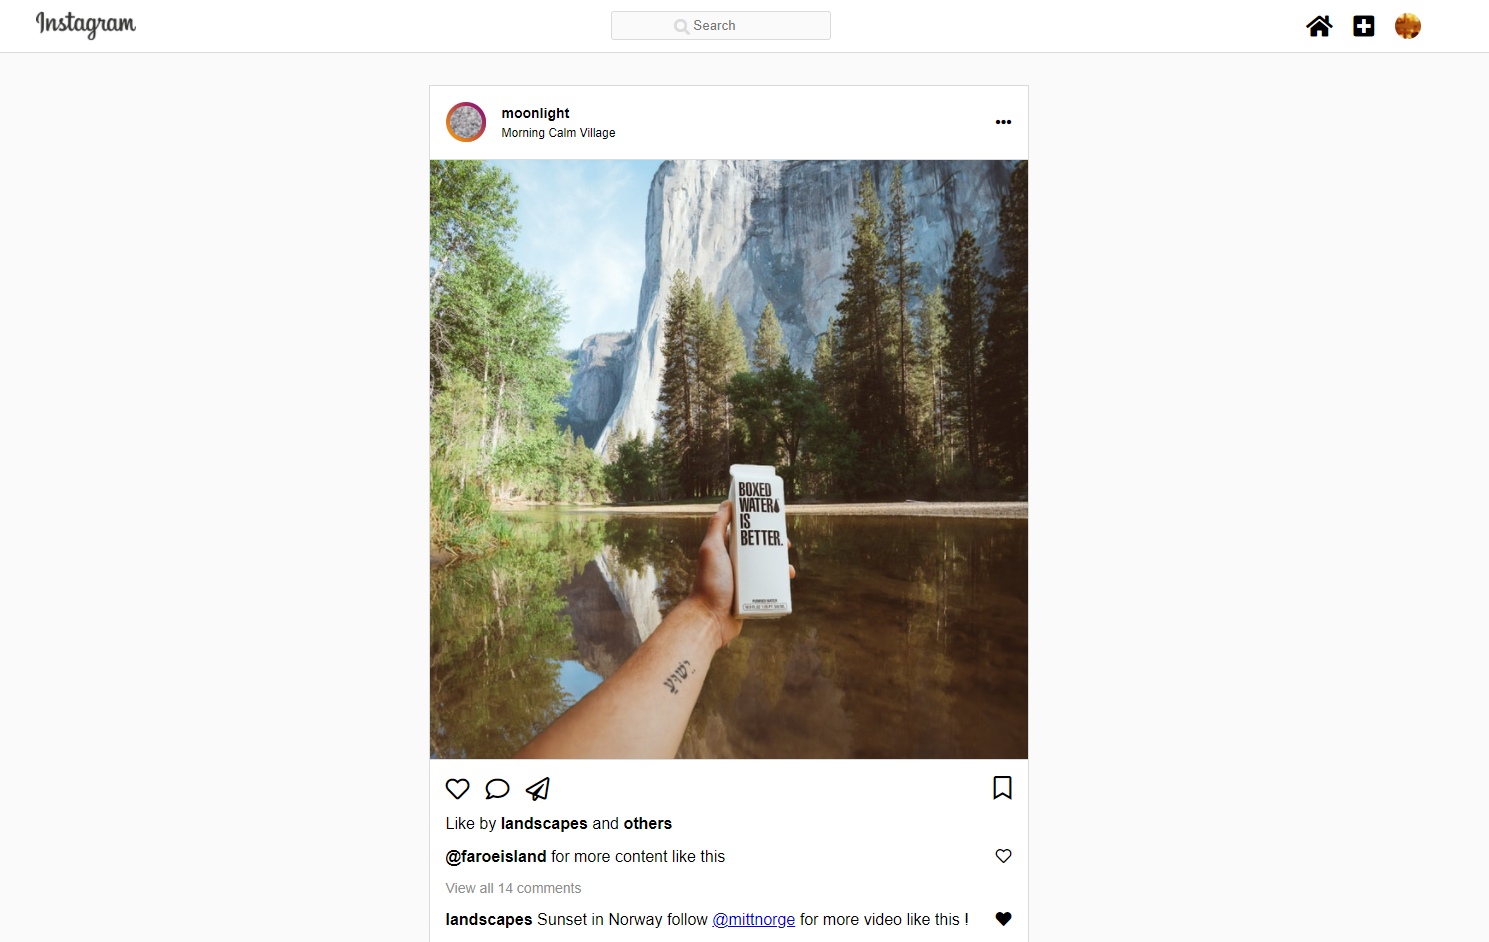 Instagram
Search
moonlight
Morning Calm Village
BOXED
WATER
IS
BETTER.
ישוע
Like by landscapes and others
@faroeisland for more content like this
View all 14 comments
landscapes Sunset in Norway follow @mittnorge for more video like this !